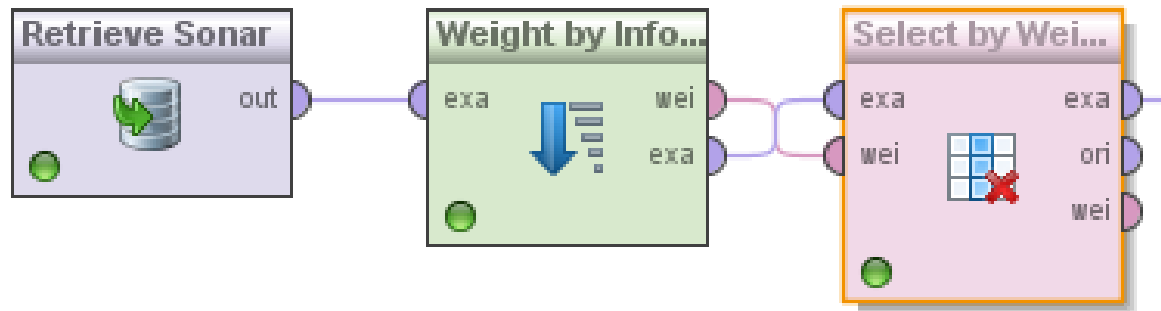 Retrieve Sonar
out
Weight by Info...
exa
wei
exa
Select by Wei...
exa
wei
exa
ori
wei